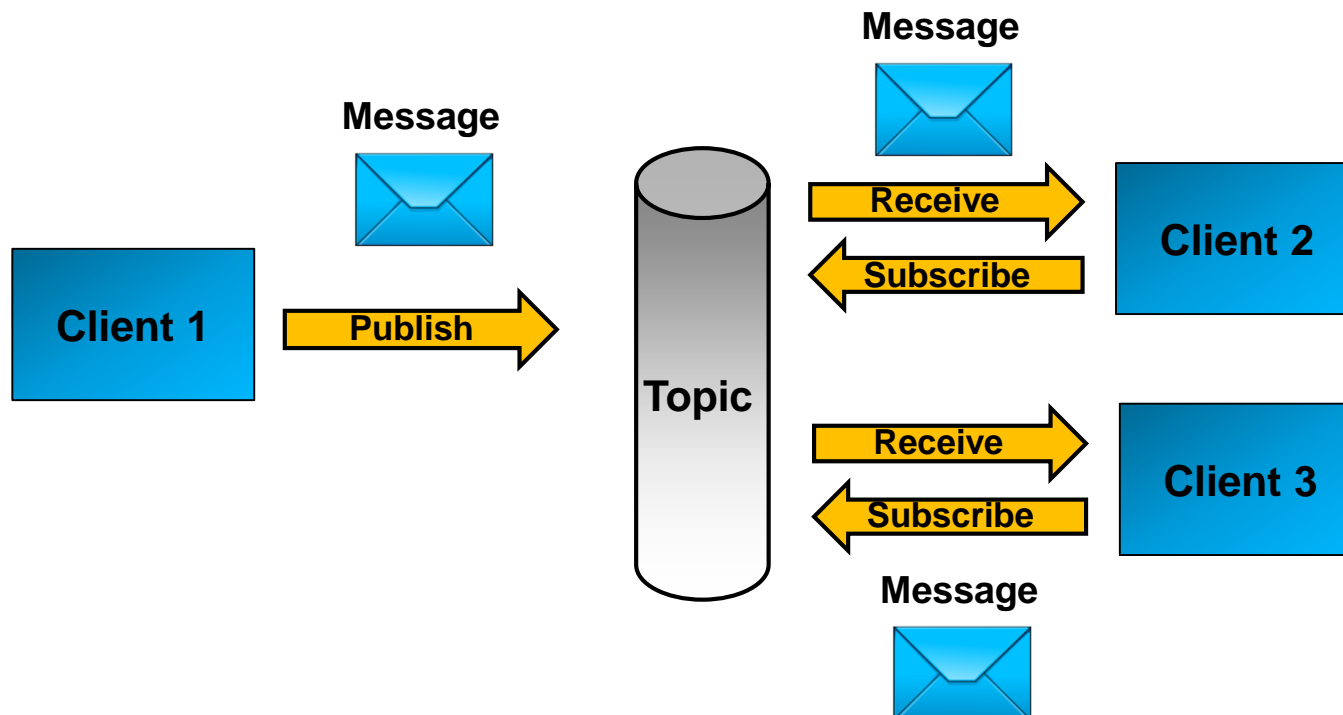 Message
Message
Receive
Client 2
Subscribe
Client 1
Publish
Topic
Receive
Client 3
Subscribe
Message